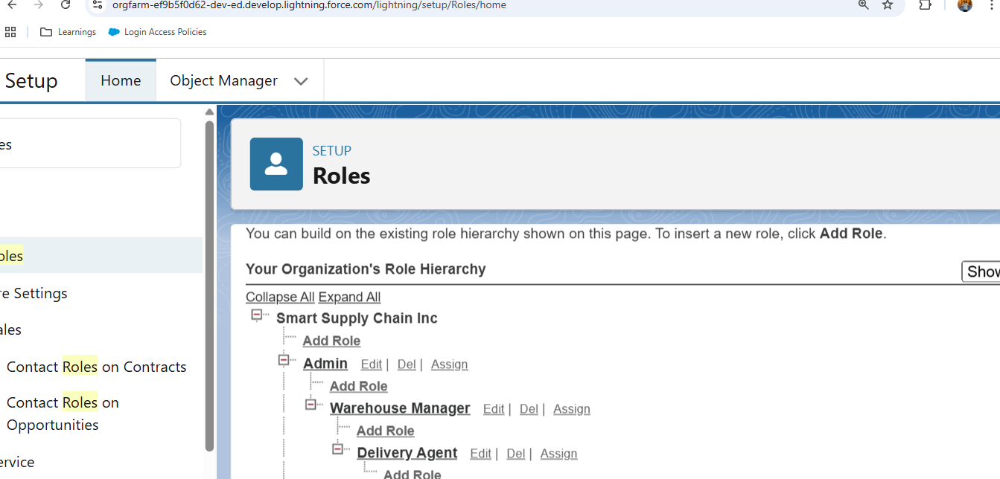 orgfarm-ef9b5f0d62-dev-ed.develop.lightning.force.com/lightning/setup/Roles/home
Learnings Login Access Policies
Setup Home Object Manager
es
SETUP
Roles
You can build on the existing role hierarchy shown on this page. To insert a new role, click Add Role.
oles
Your Organization's Role Hierarchy
Show
re Settings
Collapse All Expand All
Smart Supply Chain Inc
ales
Add Role
Admin Edit | Del | Assign
Contact Roles on Contracts
Add Role
Contact Roles on
Opportunities
Warehouse Manager Edit | Del | Assign
Add Role
Delivery Agent Edit | Del | Assign
ervice
Add Role